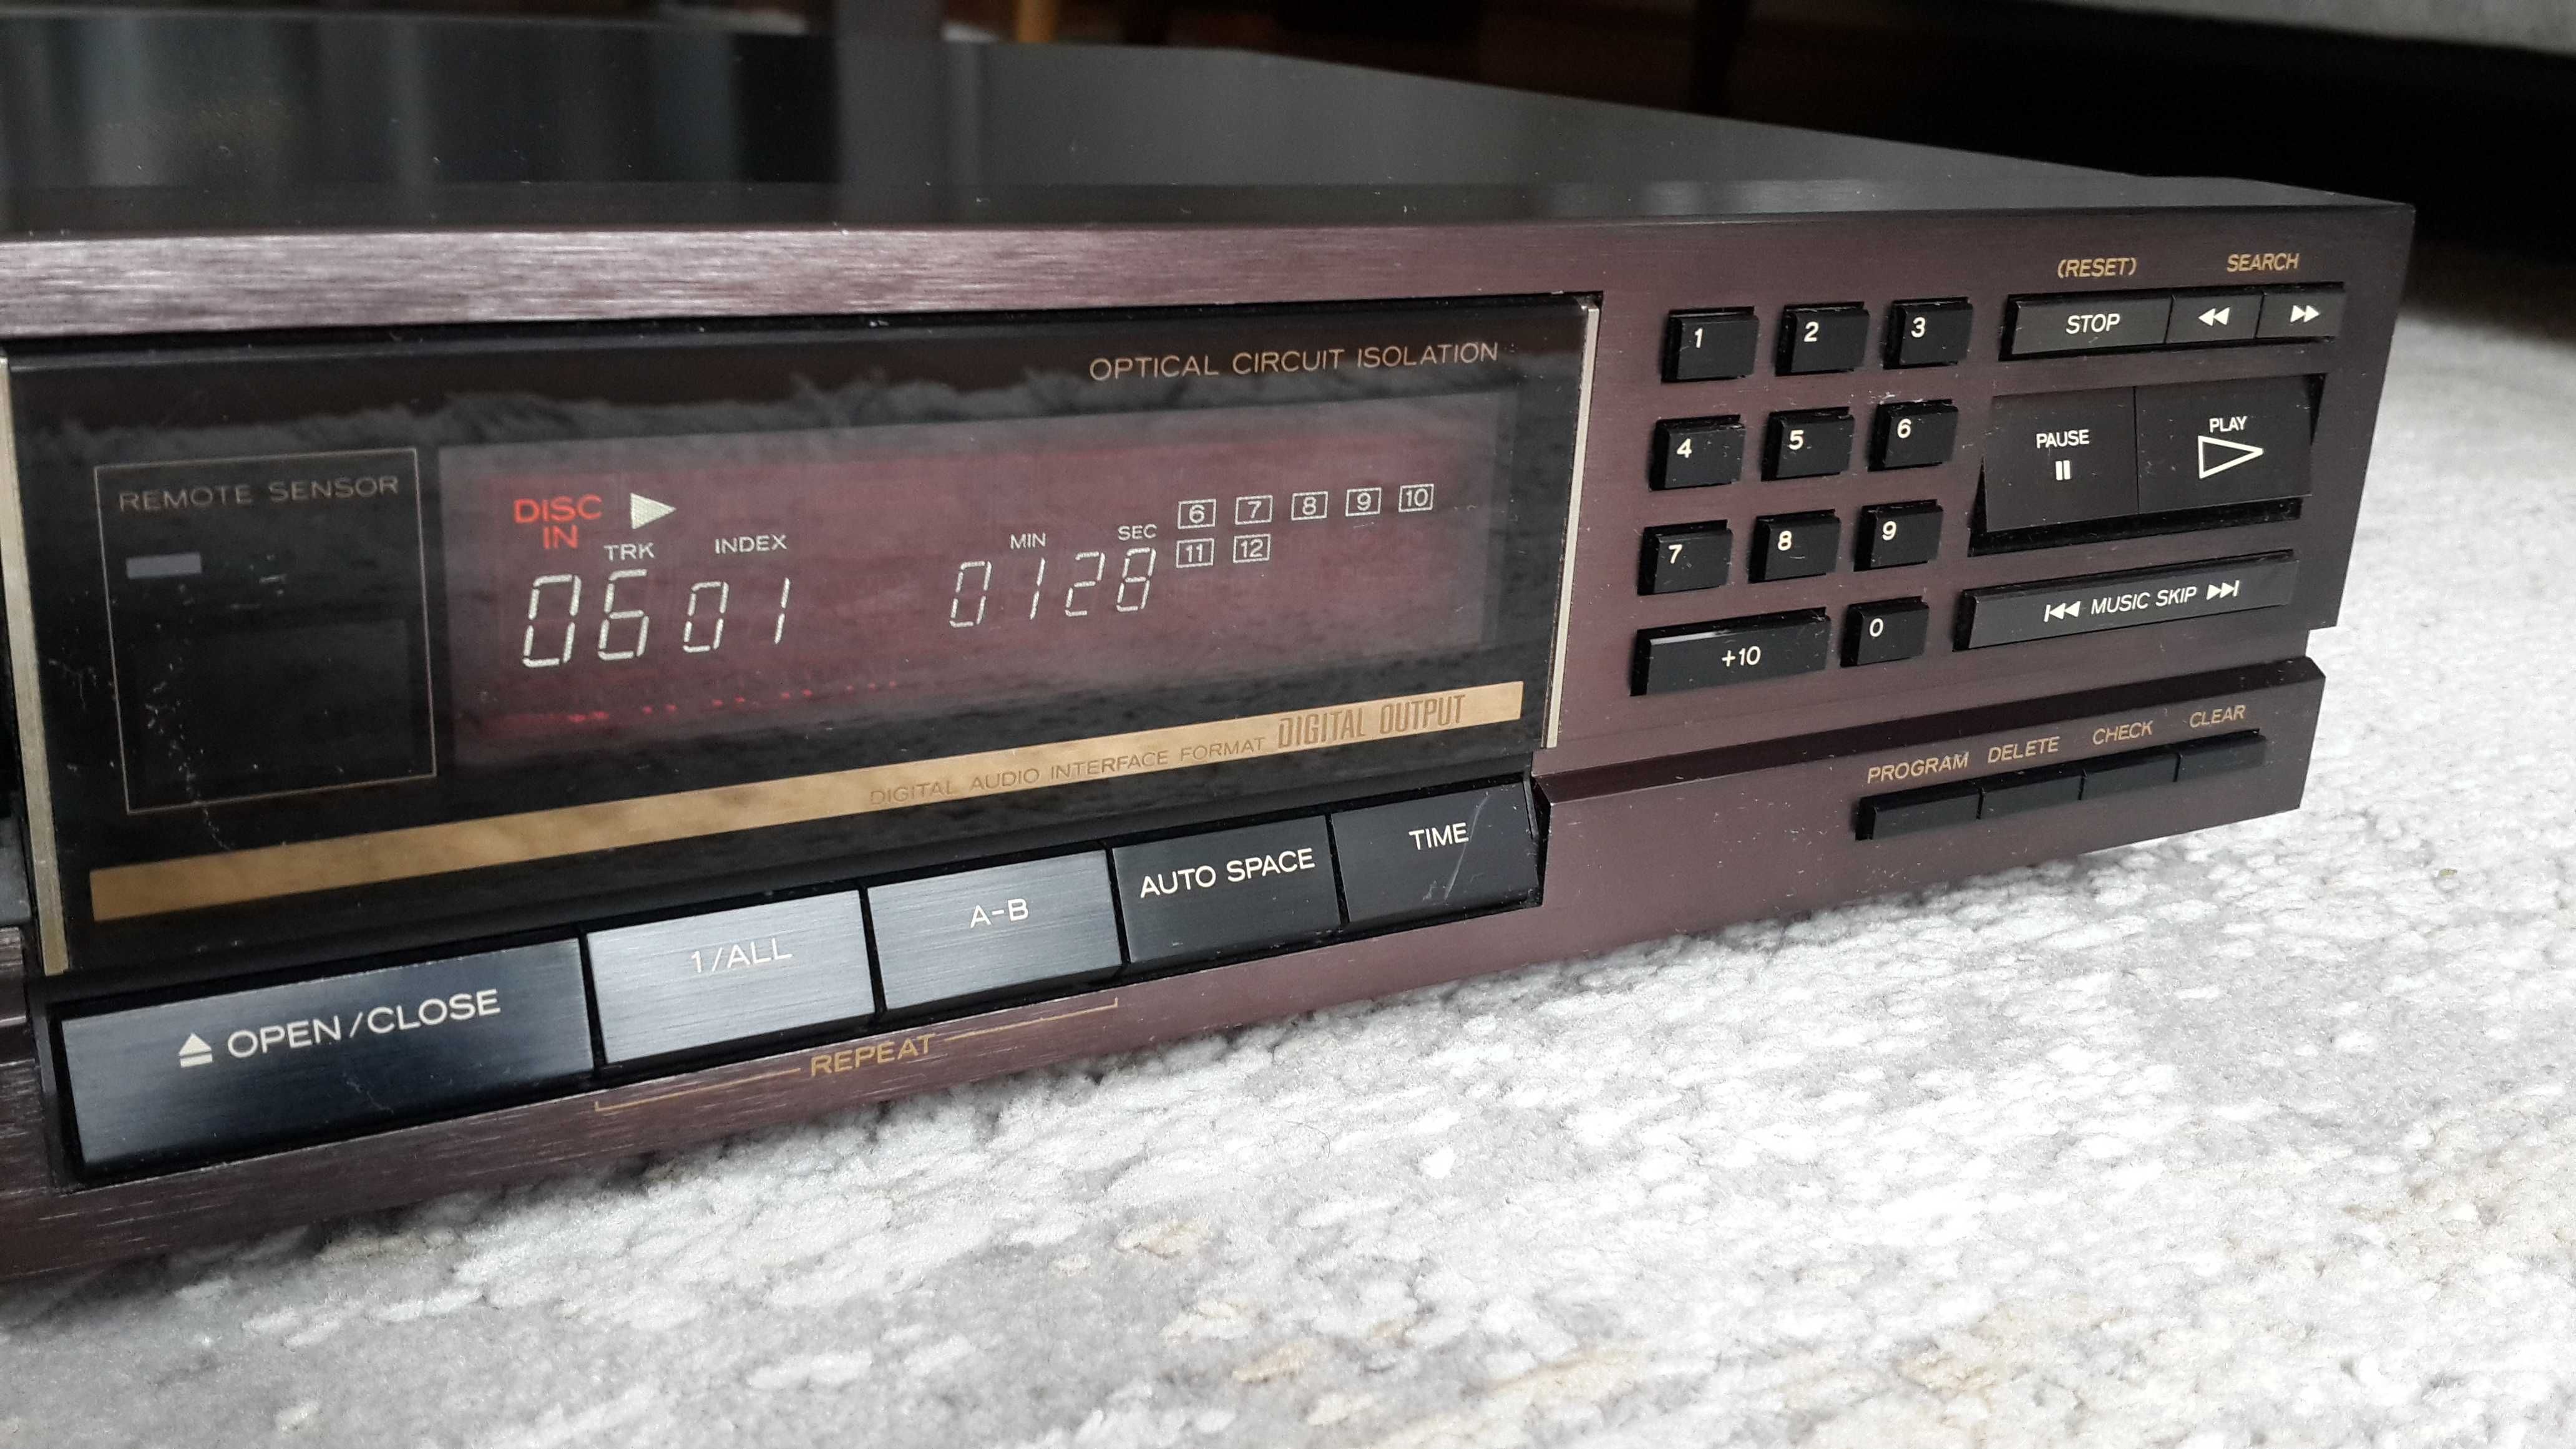 OPTICAL CIRCUIT ISOLATION
REMOTE SENSOR
DISC
IN
TRK INDEX MIN SEC
0601 0128
6 7 8 9 10
11 12
DIGITAL AUDIO INTERFACE FORMAT DIGITAL OUTPUT
OPEN/CLOSE
1/ALL
A-B
AUTO SPACE
TIME
REPEAT
1 2 3
4 5 6
7 8 9
+10 0
(RESET) SEARCH
STOP
PAUSE
PLAY
MUSIC SKIP
PROGRAM DELETE CHECK CLEAR